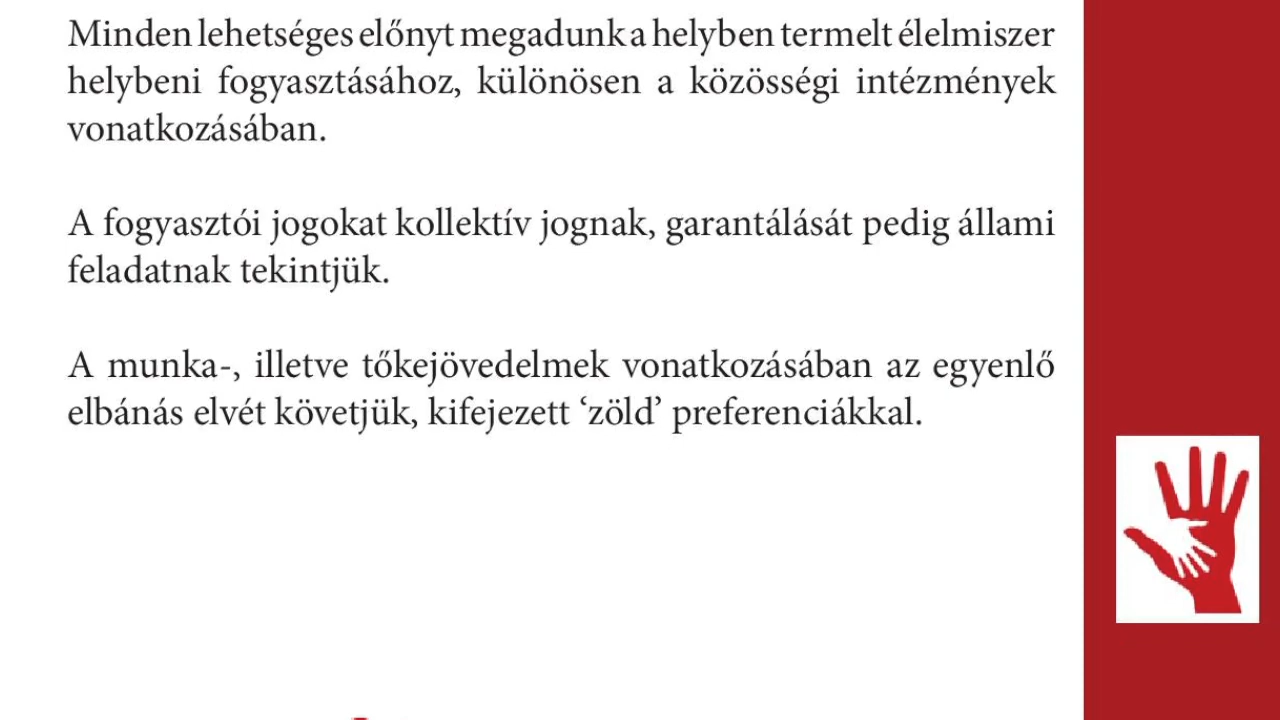 Minden lehetséges előnyt megadunk a helyben termelt élelmiszer
helybeni fogyasztásához, különösen a közösségi intézmények
vonatkozásában.
A fogyasztói jogokat kollektív jognak, garantálását pedig állami
feladatnak tekintjük.
A munka-, illetve tőkejövedelmek vonatkozásában az egyenlő
elbánás elvét követjük, kifejezett ‘zöld’ preferenciákkal.